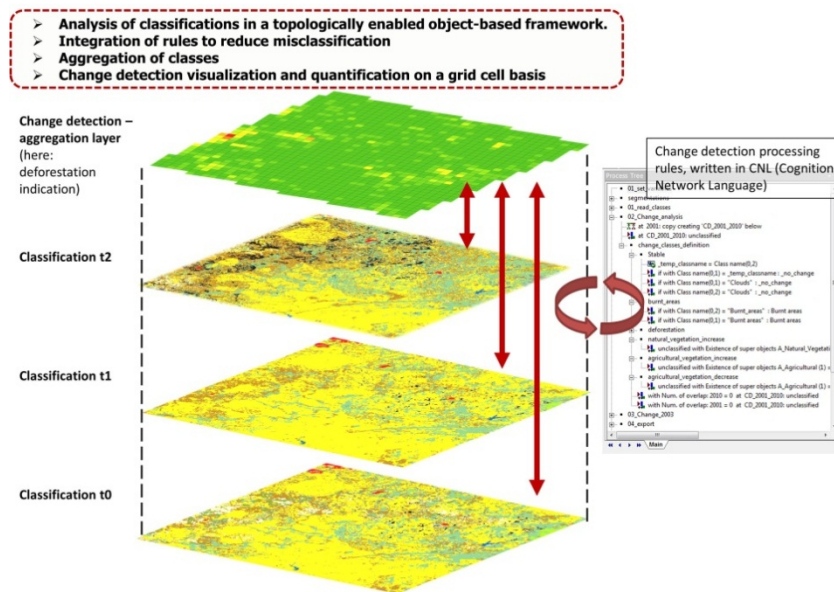 ➢ Analysis of classifications in a topologically enabled object-based framework.
➢ Integration of rules to reduce misclassification
➢ Aggregation of classes
➢ Change detection visualization and quantification on a grid cell basis
Change detection –
aggregation layer
(here:
deforestation
indication)
Classification t2
Classification t1
Classification t0
Change detection processing
rules, written in CNL (Cognition
Network Language)
Process Tree
segmentations
01_read_classes
02_Change_analysis
at 2001: copy creating 'CD_2001_2010' below
at CD_2001_2010: unclassified
change_classes_definition
Stable
_temp_classname = Class name(0,2)
if with Class name(0,1) = _temp_classname : _no_change
if with Class name(0,1) = "Clouds" : _no_change
if with Class name(0,2) = "Clouds" : _no_change
burnt_areas
if with Class name(0,2) = "Burnt_areas" : Burnt areas
if with Class name(0,1) = "Burnt areas" : Burnt areas
deforestation
natural_vegetation_increase
unclassified with Existence of super objects A_Natural_Vegetati
agricultural_vegetation_increase
unclassified with Existence of super objects A_Agricultural (1) =
agricultural_vegetation_decrease
unclassified with Existence of super objects A_Agricultural (1) =
with Num. of overlap: 2010 = 0 at CD_2001_2010: unclassified
with Num. of overlap: 2001 = 0 at CD_2001_2010: unclassified
03_Change_2003
04_export
Main